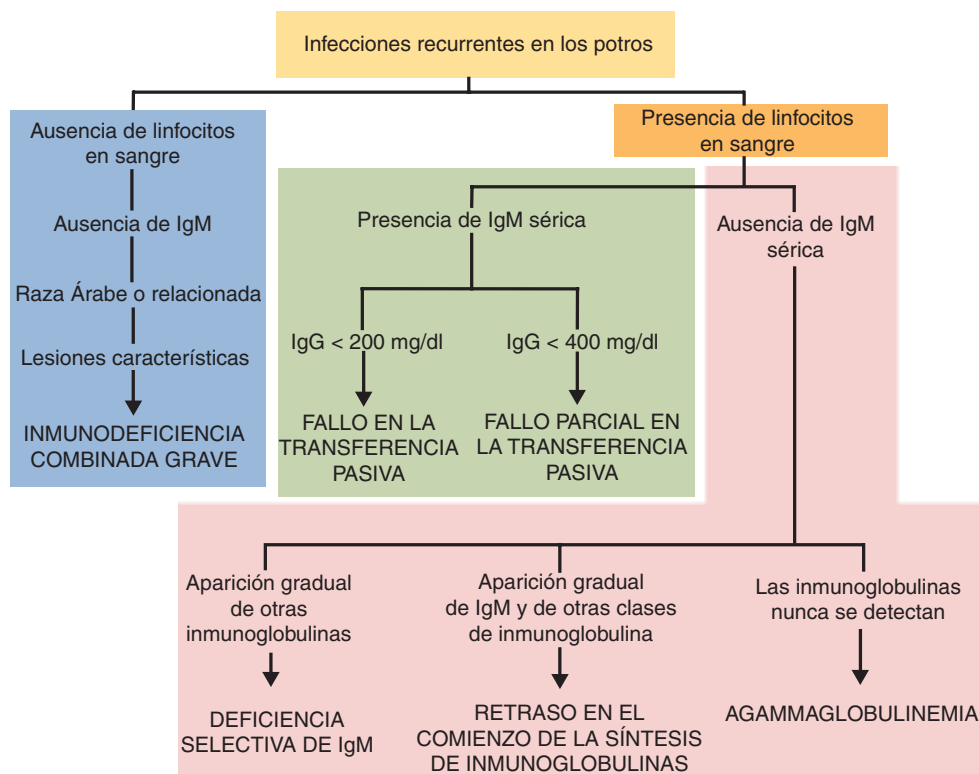 Infecciones recurrentes en los potros
Ausencia de linfocitos
en sangre
Ausencia de IgM
Raza Árabe o relacionada
Lesiones características
INMUNODEFICIENCIA
COMBINADA GRAVE
Presencia de linfocitos
en sangre
Presencia de IgM sérica
IgG < 200 mg/dl
FALLO EN LA
TRANSFERENCIA
PASIVA
IgG < 400 mg/dl
FALLO PARCIAL EN
LA TRANSFERENCIA
PASIVA
Ausencia de IgM
sérica
Aparición gradual
de otras
inmunoglobulinas
DEFICIENCIA
SELECTIVA DE IgM
Aparición gradual
de IgM y de otras clases
de inmunoglobulina
RETRASO EN EL
COMIENZO DE LA SÍNTESIS
DE INMUNOGLOBULINAS
Las inmunoglobulinas
nunca se detectan
AGAMMAGLOBULINEMIA